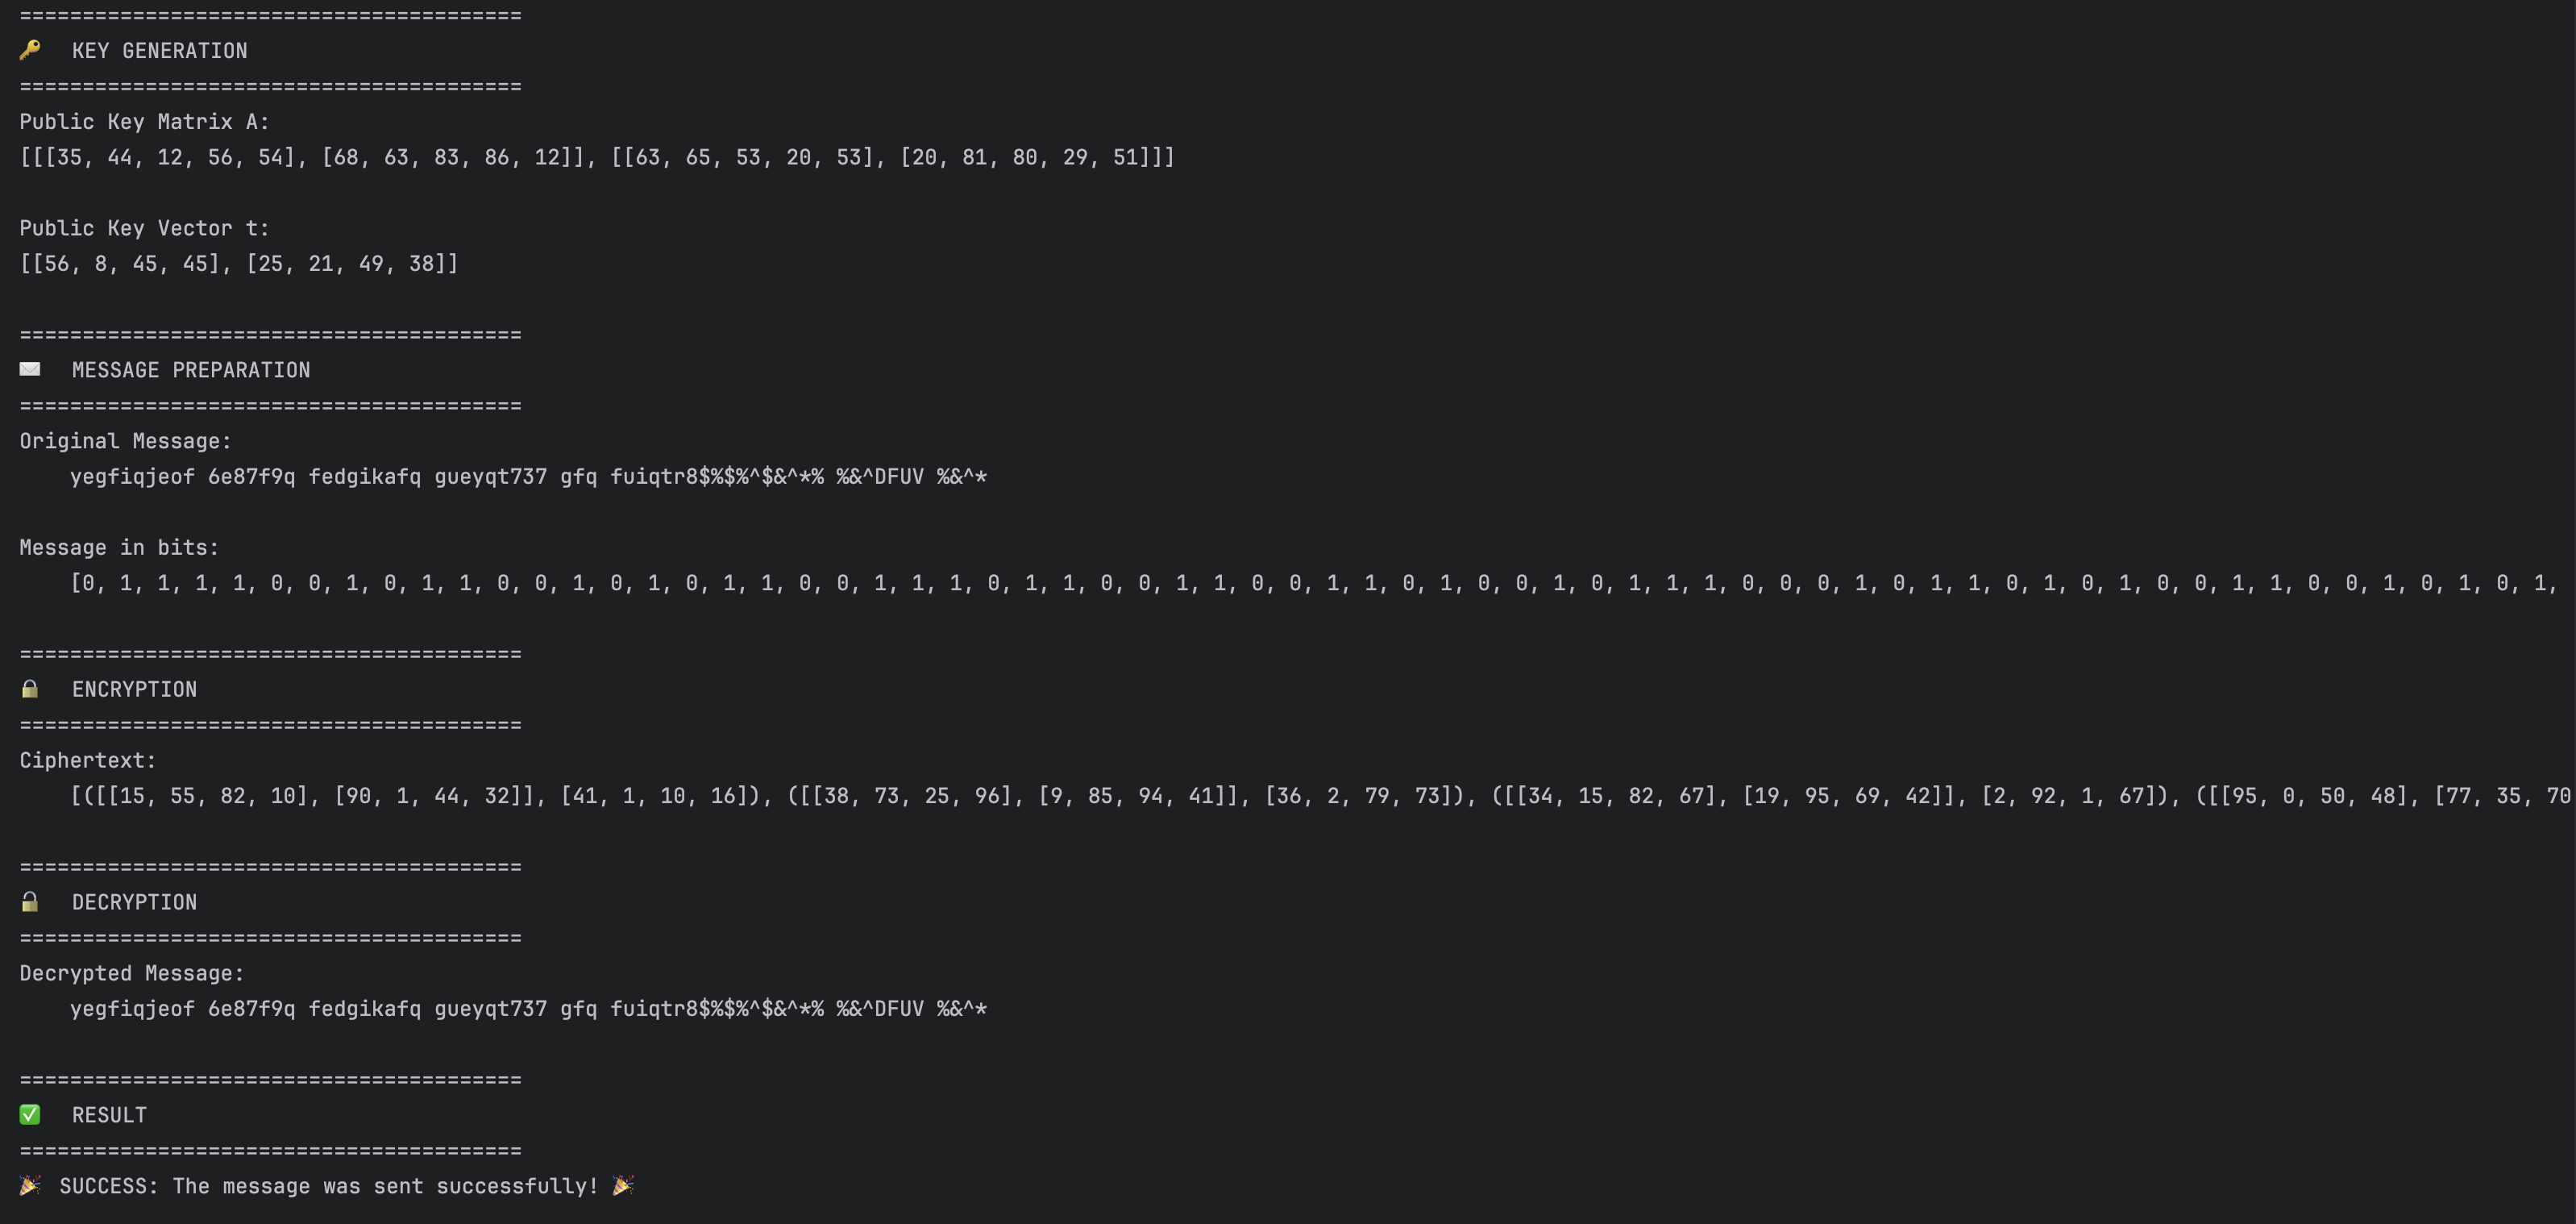 ========================================
🔑 KEY GENERATION
========================================
Public Key Matrix A:
[[[35, 44, 12, 56, 54], [68, 63, 83, 86, 12]], [[63, 65, 53, 20, 53], [20, 81, 80, 29, 51]]]
Public Key Vector t:
[[56, 8, 45, 45], [25, 21, 49, 38]]
========================================
✉️ MESSAGE PREPARATION
========================================
Original Message:
yegfiqjeof 6e87f9q fedgikafq gueyqt737 gfq fuiqtr8$%$%^$&^*% %&^DFUV %&^*
Message in bits:
[0, 1, 1, 1, 1, 0, 0, 1, 0, 1, 1, 0, 0, 1, 0, 1, 0, 1, 1, 0, 0, 1, 1, 1, 0, 1, 1, 0, 0, 1, 1, 0, 0, 1, 1, 0, 1, 0, 0, 1, 0, 1, 1, 1, 0, 0, 0, 1, 0, 1, 1, 0, 1, 0, 1, 0, 0, 1, 1, 0, 0, 1, 0, 1, 0, 1,
========================================
🔒 ENCRYPTION
========================================
Ciphertext:
[([[15, 55, 82, 10], [90, 1, 44, 32]], [41, 1, 10, 16]), ([[38, 73, 25, 96], [9, 85, 94, 41]], [36, 2, 79, 73]), ([[34, 15, 82, 67], [19, 95, 69, 42]], [2, 92, 1, 67]), ([[95, 0, 50, 48], [77, 35, 70
========================================
🔓 DECRYPTION
========================================
Decrypted Message:
yegfiqjeof 6e87f9q fedgikafq gueyqt737 gfq fuiqtr8$%$%^$&^*% %&^DFUV %&^*
========================================
✅ RESULT
========================================
🎉 SUCCESS: The message was sent successfully! 🎉